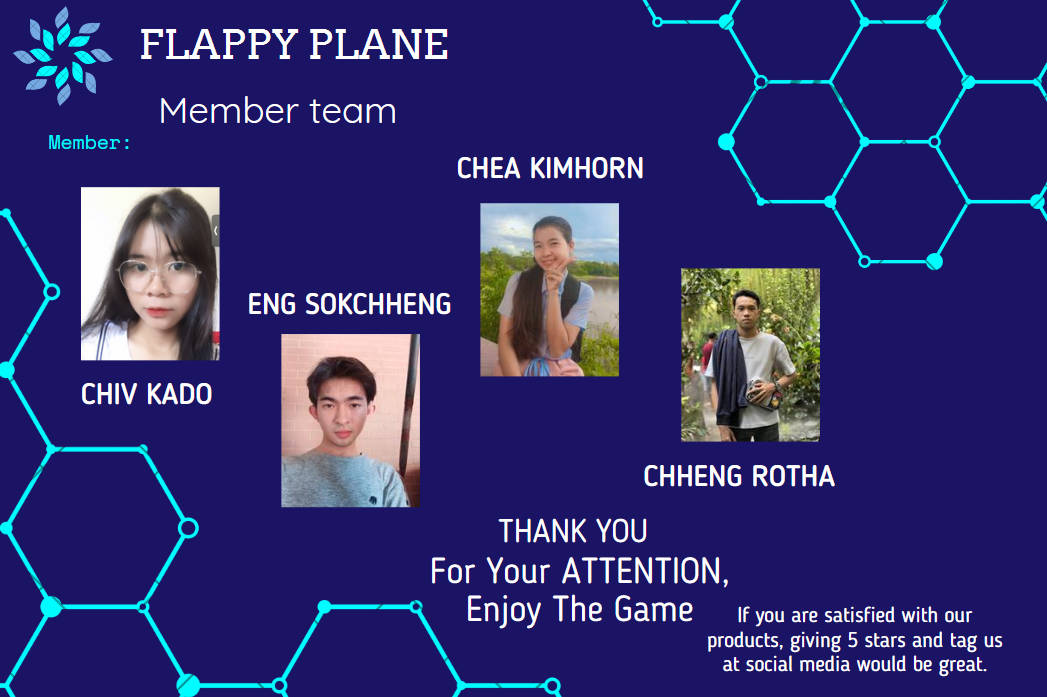 FLAPPY PLANE
Member team
Member:
CHEA KIMHORN
ENG SOKCHHENG
CHIV KADO
CHHENG ROTHA
THANK YOU
For Your ATTENTION,
Enjoy The Game
If you are satisfied with our
products, giving 5 stars and tag us
at social media would be great.